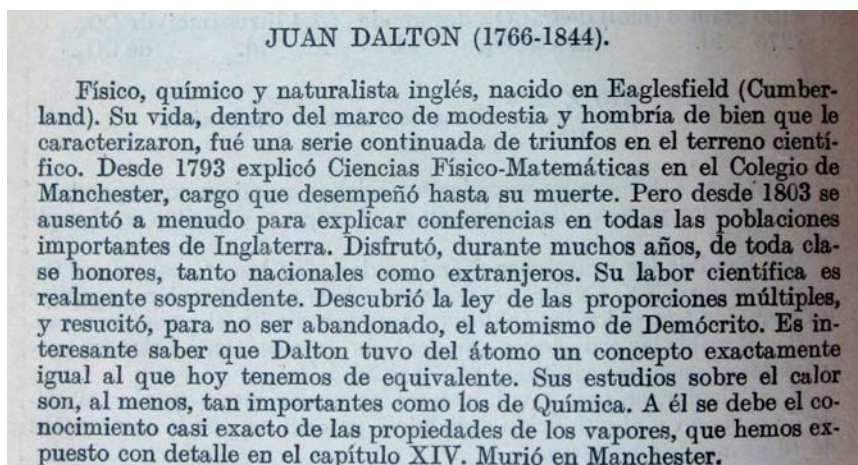 JUAN DALTON (1766-1844).
Físico, químico y naturalista inglés, nacido en Eaglesfield (Cumber-
land). Su vida, dentro del marco de modestia y hombría de bien que le
caracterizaron, fué una serie continuada de triunfos en el terreno cientí-
fico. Desde 1793 explicó Ciencias Físico-Matemáticas en el Colegio de
Manchester, cargo que desempeñó hasta su muerte. Pero desde 1803 se
ausentó a menudo para explicar conferencias en todas las poblaciones
importantes de Inglaterra. Disfrutó, durante muchos años, de toda cla-
se honores, tanto nacionales como extranjeros. Su labor científica es
realmente sosprendente. Descubrió la ley de las proporciones múltiples,
y resucitó, para no ser abandonado, el atomismo de Demócrito. Es in-
teresante saber que Dalton tuvo del átomo un concepto exactamente
igual al que hoy tenemos de equivalente. Sus estudios sobre el calor
son, al menos, tan importantes como los de Química. A él se debe el co-
nocimiento casi exacto de las propiedades de los vapores, que hemos ex-
puesto con detalle en el capítulo XIV. Murió en Manchester.